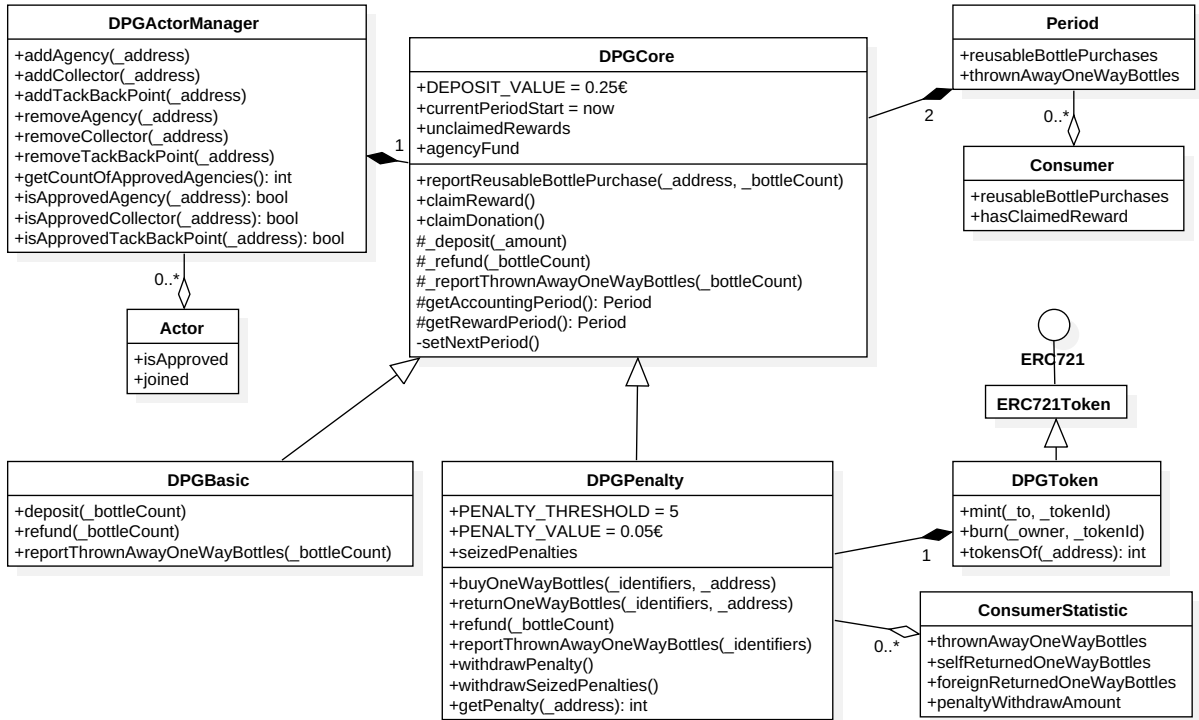 DPGActorManager
+addAgency(_address)
+addCollector(_address)
+addTackBackPoint(_address)
+removeAgency(_address)
+removeCollector(_address)
+removeTackBackPoint(_address)
+getCountOfApprovedAgencies(): int
+isApprovedAgency(_address): bool
+isApprovedCollector(_address): bool
+isApprovedTackBackPoint(_address): bool
1
0..*
Actor
+isApproved
+joined
DPGCore
+DEPOSIT_VALUE = 0.25€
+currentPeriodStart = now
+unclaimedRewards
+agencyFund
+reportReusableBottlePurchase(_address, _bottleCount)
+claimReward()
+claimDonation()
#_deposit(_amount)
#_refund(_bottleCount)
#_reportThrownAwayOneWayBottles(_bottleCount)
#getAccountingPeriod(): Period
#getRewardPeriod(): Period
-setNextPeriod()
2
Period
+reusableBottlePurchases
+thrownAwayOneWayBottles
0..*
Consumer
+reusableBottlePurchases
+hasClaimedReward
ERC721
ERC721Token
DPGBasic
+deposit(_bottleCount)
+refund(_bottleCount)
+reportThrownAwayOneWayBottles(_bottleCount)
DPGPenalty
+PENALTY_THRESHOLD = 5
+PENALTY_VALUE = 0.05€
+seizedPenalties
+buyOneWayBottles(_identifiers, _address)
+returnOneWayBottles(_identifiers, _address)
+refund(_bottleCount)
+reportThrownAwayOneWayBottles(_identifiers)
+withdrawPenalty()
+withdrawSeizedPenalties()
+getPenalty(_address): int
1
0..*
DPGToken
+mint(_to, _tokenId)
+burn(_owner, _tokenId)
+tokensOf(_address): int
ConsumerStatistic
+thrownAwayOneWayBottles
+selfReturnedOneWayBottles
+foreignReturnedOneWayBottles
+penaltyWithdrawAmount